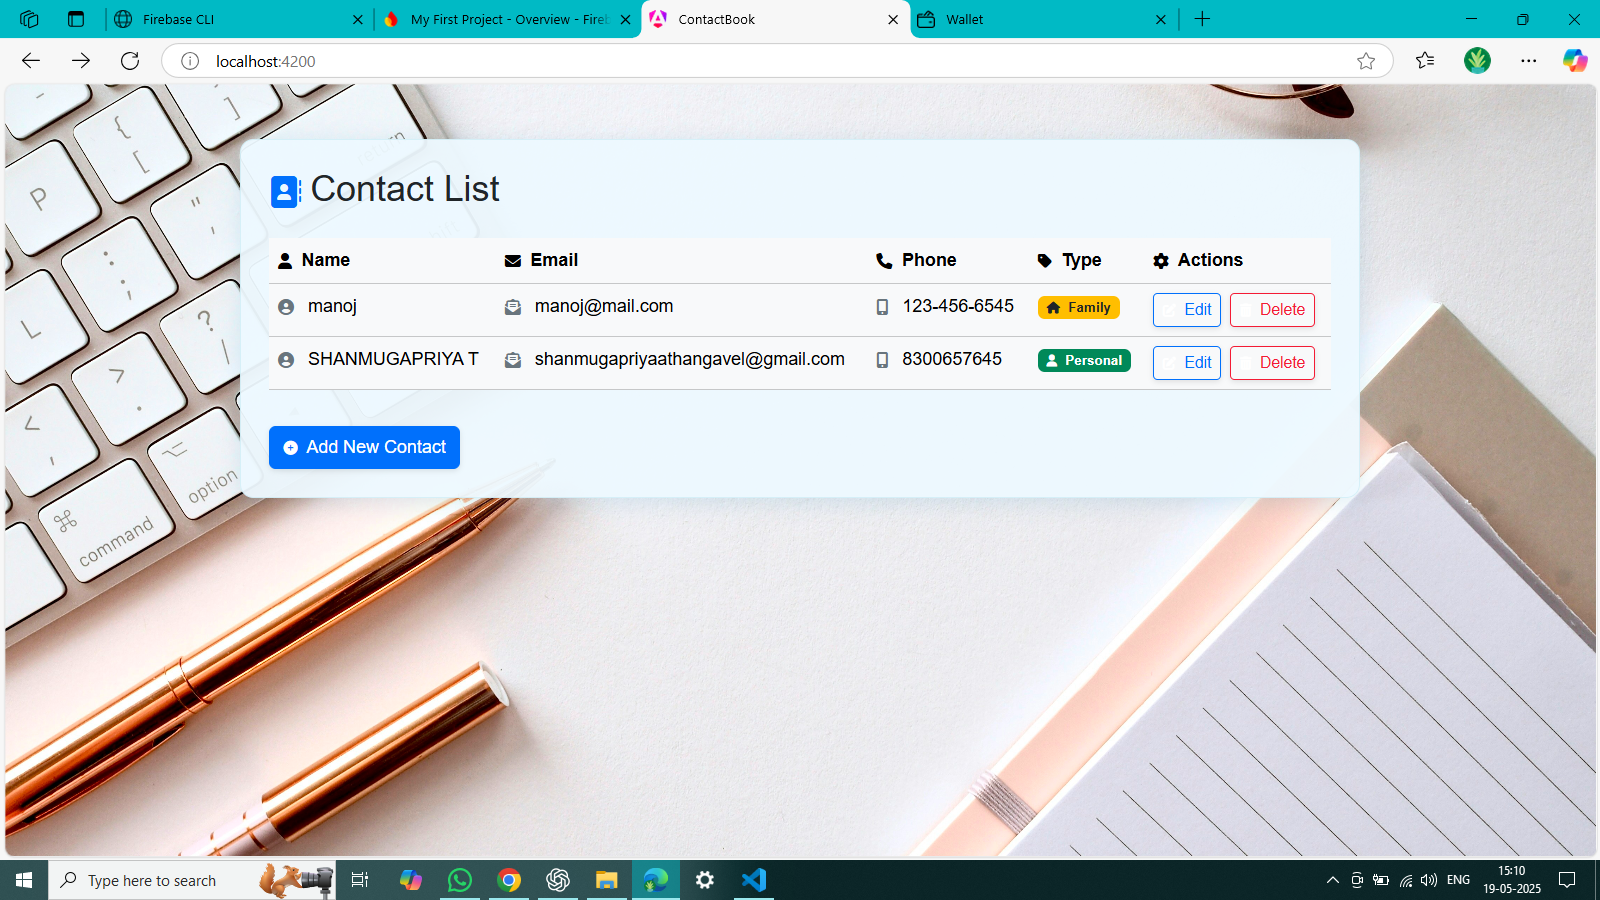 Firebase CLI
My First Project - Overview - Fireb
ContactBook
Wallet
localhost:4200
Contact List
Name Email Phone Type Actions
manoj manoj@mail.com 123-456-6545 Family Edit Delete
SHANMUGAPRIYA T shanmugapriyaathangavel@gmail.com 8300657645 Personal Edit Delete
Add New Contact
return
P
{
[
}
]
"
'
:
;
L
?
/
>
.
<
,
option
command
Type here to search
ENG
15:10
19-05-2025